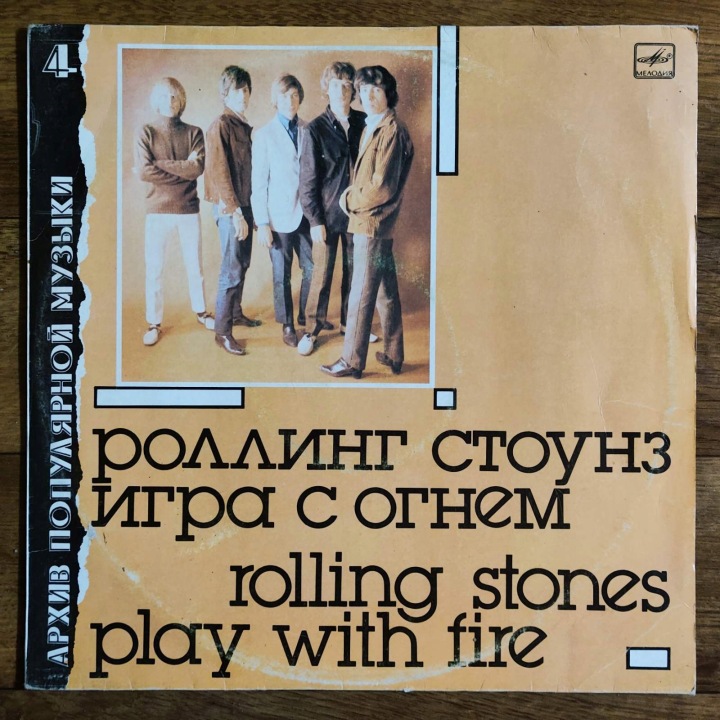 4
АРХИВ ПОПУЛЯРНОЙ МУЗЫКИ
МЕЛОДИЯ
РОЛЛИНГ СТОУНЗ
ИГРА С ОГНЕМ
rolling stones
play with fire